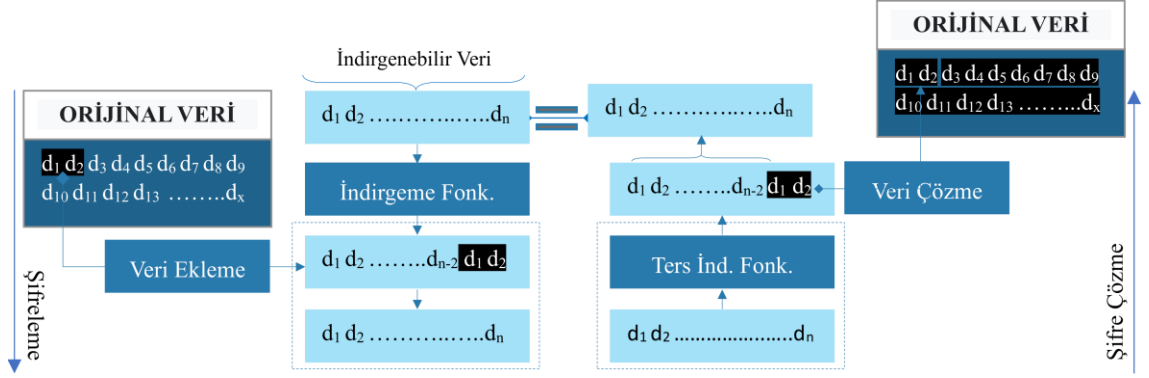 ORİJİNAL VERİ
d₁ d₂ d₃ d₄ d₅ d₆ d₇ d₈ d₉
d₁₀ d₁₁ d₁₂ d₁₃ ……...dₓ
İndirgenebilir Veri
d₁ d₂ ….……..…..dₙ
d₁ d₂ ……..…..…..dₙ
ORİJİNAL VERİ
d₁ d₂ d₃ d₄ d₅ d₆ d₇ d₈ d₉
d₁₀ d₁₁ d₁₂ d₁₃ ……..dₓ
İndirgeme Fonk.
d₁ d₂ ……..dₙ₋₂ d₁ d₂
Veri Çözme
Veri Ekleme
d₁ d₂ ……..dₙ₋₂ d₁ d₂
Ters İnd. Fonk.
d₁ d₂ ……..…..…..dₙ
d₁ d₂ …………………..dₙ
Şifreleme
Şifre Çözme